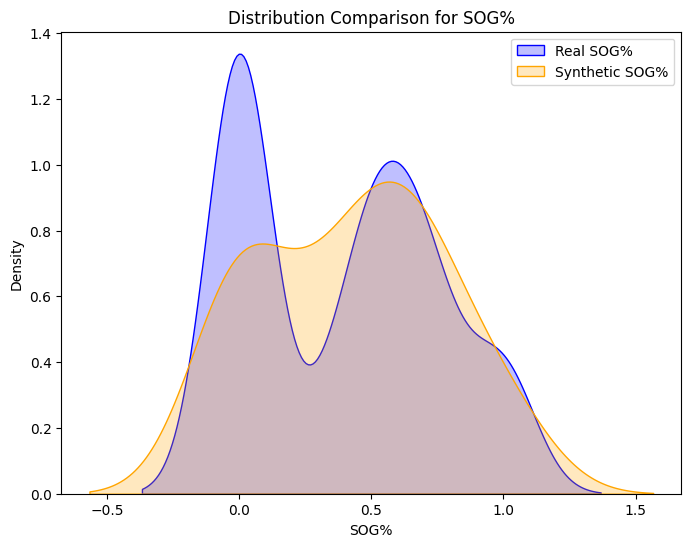 Distribution Comparison for SOG%
Real SOG%
Synthetic SOG%
Density
1.4
1.2
1.0
0.8
0.6
0.4
0.2
0.0
−0.5
0.0
0.5
1.0
1.5
SOG%